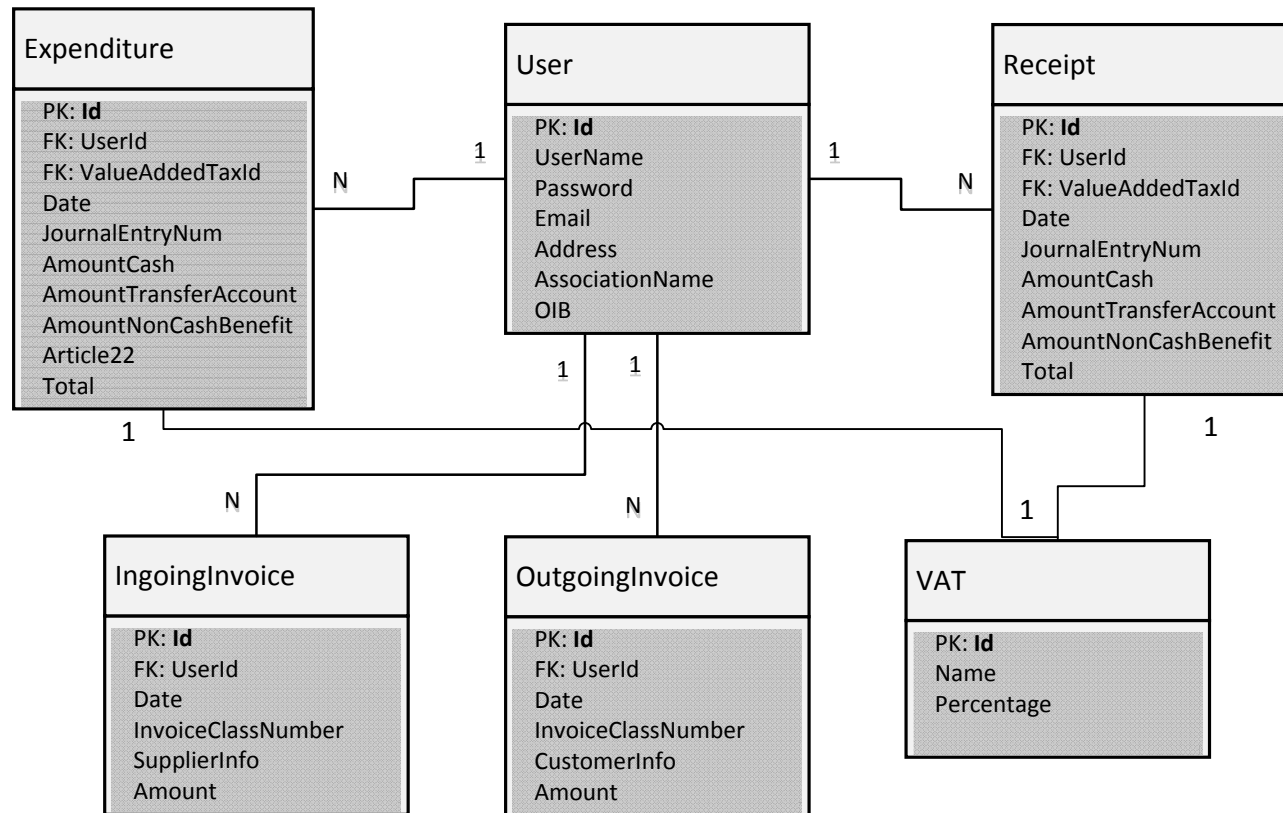 Expenditure
PK: Id
FK: UserId
FK: ValueAddedTaxId
Date
JournalEntryNum
AmountCash
AmountTransferAccount
AmountNonCashBenefit
Article22
Total
User
PK: Id
UserName
Password
Email
Address
AssociationName
OIB
Receipt
PK: Id
FK: UserId
FK: ValueAddedTaxId
Date
JournalEntryNum
AmountCash
AmountTransferAccount
AmountNonCashBenefit
Total
N
1
1
N
1
1
1
1
N
N
1
IngoingInvoice
PK: Id
FK: UserId
Date
InvoiceClassNumber
SupplierInfo
Amount
OutgoingInvoice
PK: Id
FK: UserId
Date
InvoiceClassNumber
CustomerInfo
Amount
VAT
PK: Id
Name
Percentage